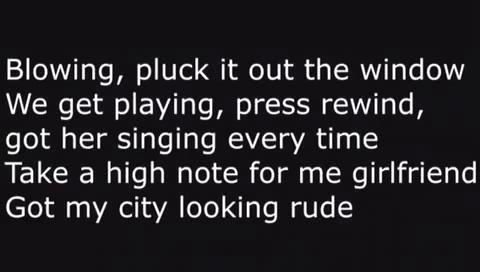 Blowing, pluck it out the window
We get playing, press rewind,
got her singing every time
Take a high note for me girlfriend
Got my city looking rude